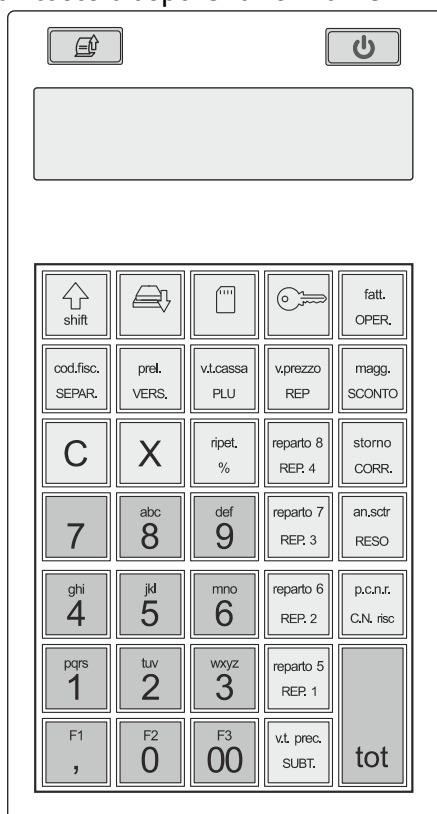 shift
fatt.
OPER.
cod.fisc.
SEPAR.
prel.
VERS.
v.t.cassa
PLU
v.prezzo
REP
magg.
SCONTO
C
X
ripet.
%
reparto 8
REP. 4
storno
CORR.
7
abc
8
def
9
reparto 7
REP. 3
an.sctr
RESO
ghi
4
jkl
5
mno
6
reparto 6
REP. 2
p.c.n.r.
C.N. risc
pqrs
1
tuv
2
wxyz
3
reparto 5
REP. 1
F1
,
F2
0
F3
00
v.t. prec.
SUBT.
tot